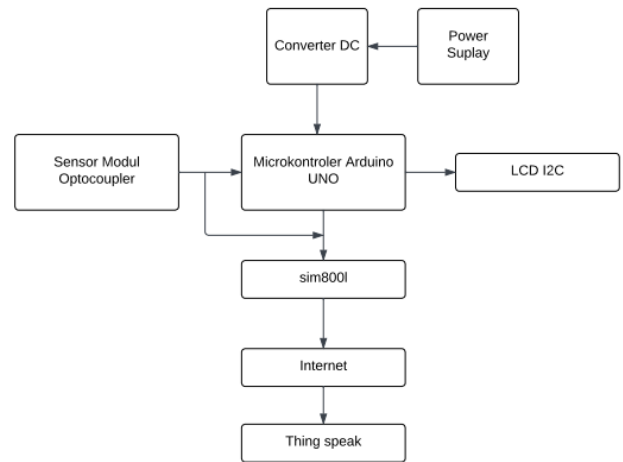 Converter DC
Power
Suplay
Sensor Modul
Optocoupler
Microkontroler Arduino
UNO
LCD I2C
sim800l
Internet
Thing speak